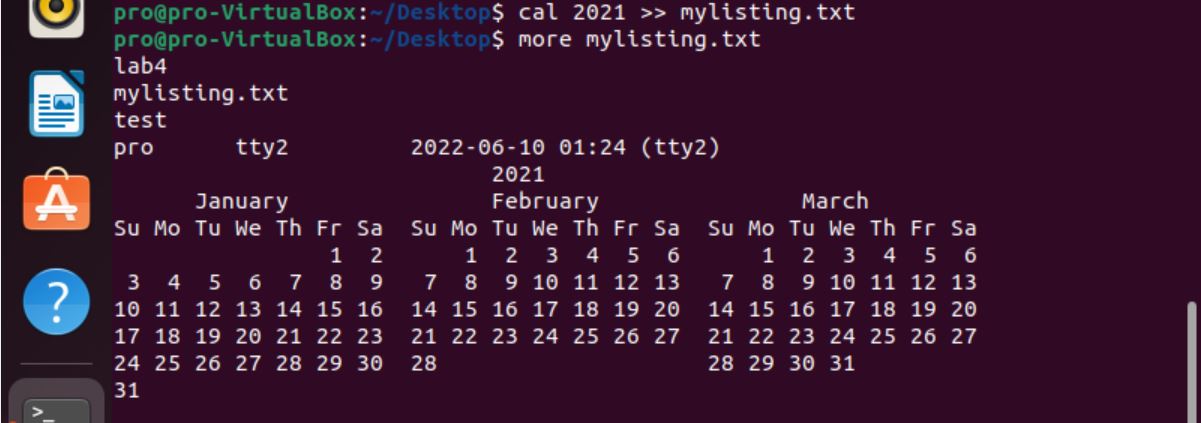 pro@pro-VirtualBox:~/Desktop$ cal 2021 >> mylisting.txt
pro@pro-VirtualBox:~/Desktop$ more mylisting.txt
lab4
mylisting.txt
test
pro      tty2         2022-06-10 01:24 (tty2)
                            2021
      January               February               March
Su Mo Tu We Th Fr Sa  Su Mo Tu We Th Fr Sa  Su Mo Tu We Th Fr Sa
                1  2      1  2  3  4  5  6      1  2  3  4  5  6
 3  4  5  6  7  8  9   7  8  9 10 11 12 13   7  8  9 10 11 12 13
10 11 12 13 14 15 16  14 15 16 17 18 19 20  14 15 16 17 18 19 20
17 18 19 20 21 22 23  21 22 23 24 25 26 27  21 22 23 24 25 26 27
24 25 26 27 28 29 30  28                    28 29 30 31
31